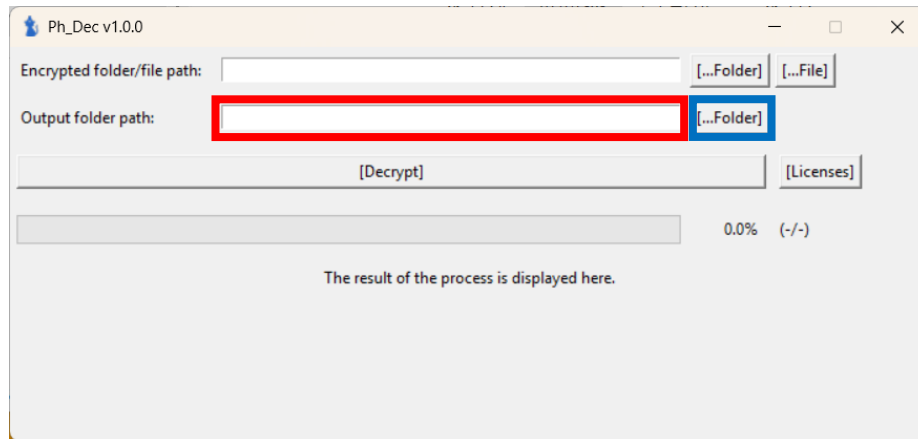 Ph_Dec v1.0.0
Encrypted folder/file path: [...Folder] [...File]
Output folder path: [...Folder]
[Decrypt] [Licenses]
0.0% (-/-)
The result of the process is displayed here.